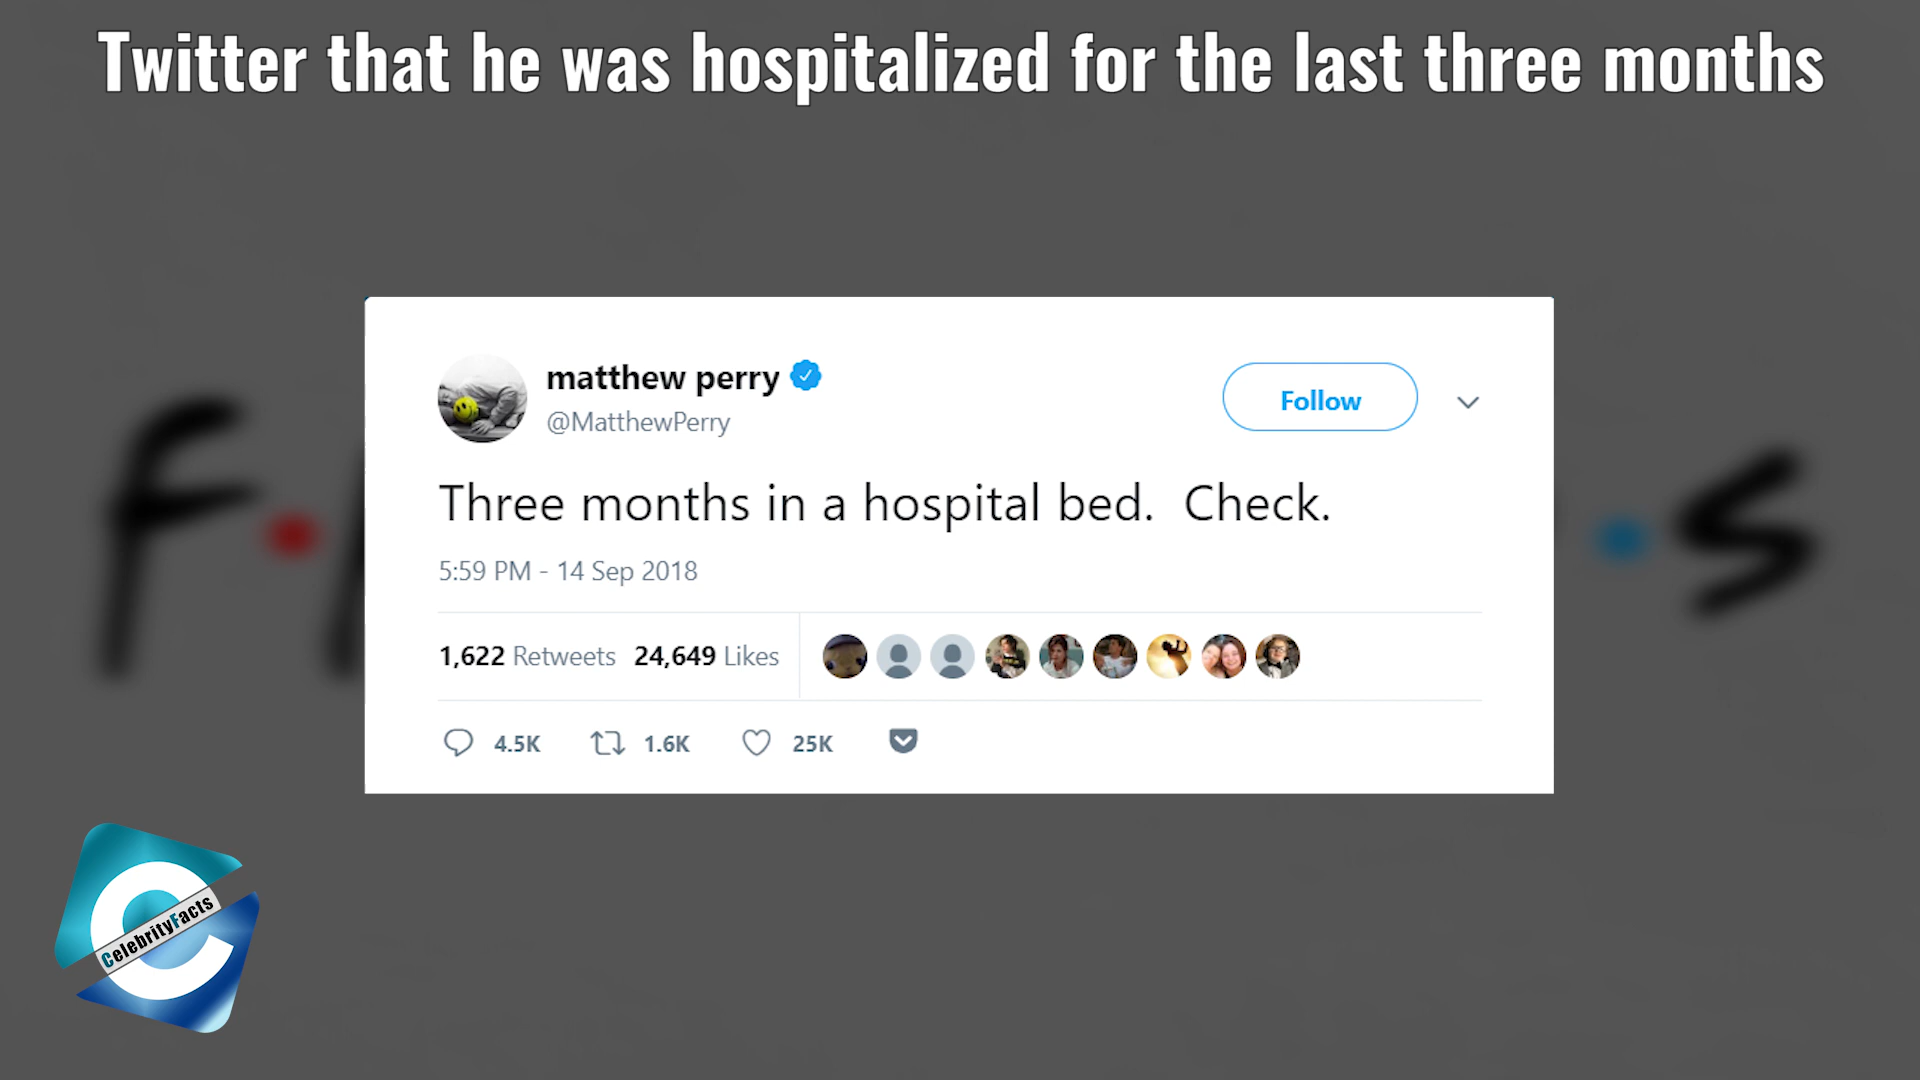 Twitter that he was hospitalized for the last three months
matthew perry
@MatthewPerry
Follow
Three months in a hospital bed.  Check.
5:59 PM - 14 Sep 2018
1,622 Retweets 24,649 Likes
4.5K 1.6K 25K
F
S
CelebrityFacts